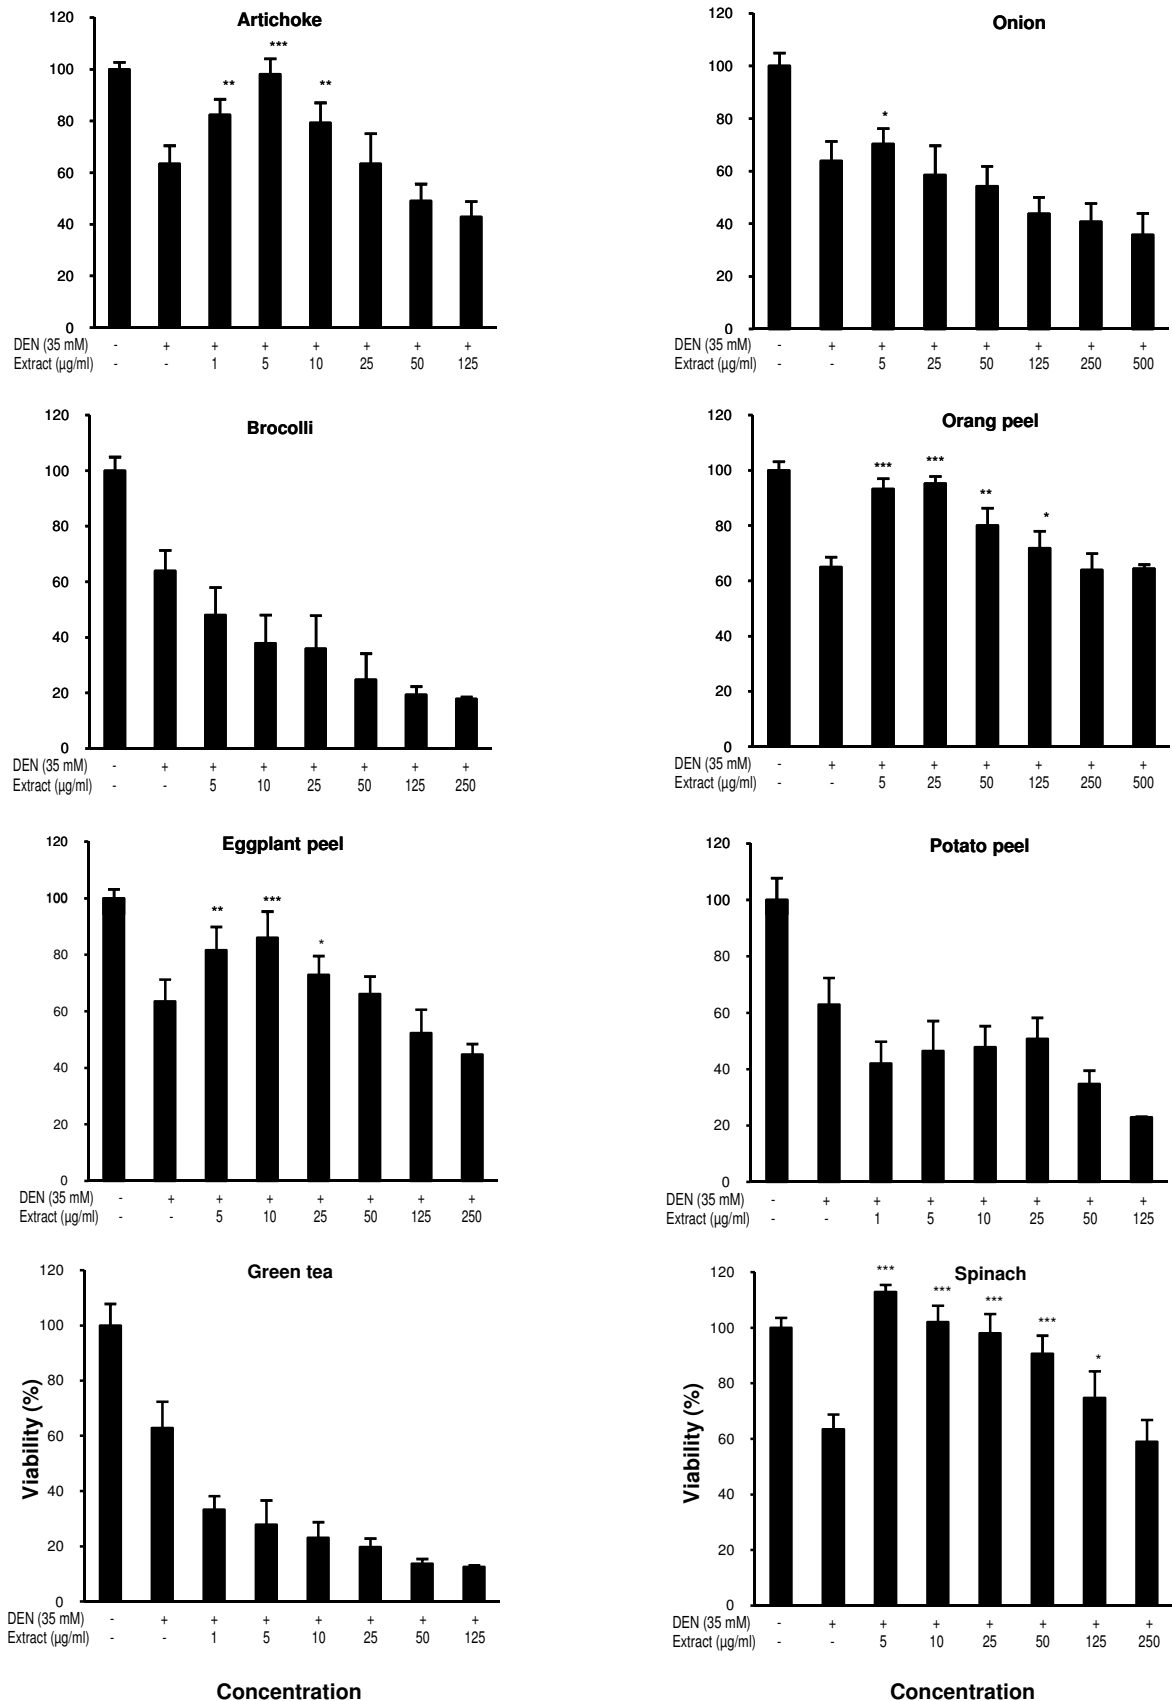 Artichoke
120
100
80
60
40
20
0
** *** **
DEN (35 mM) - + + + + + + +
Extract (µg/ml) - - 1 5 10 25 50 125
Onion
120
100
80
60
40
20
0
*
DEN (35 mM) - + + + + + + +
Extract (µg/ml) - - 5 25 50 125 250 500
Brocolli
120
100
80
60
40
20
0
DEN (35 mM) - + + + + + + +
Extract (µg/ml) - - 5 10 25 50 125 250
Orang peel
120
100
80
60
40
20
0
*** *** ** *
DEN (35 mM) - + + + + + + +
Extract (µg/ml) - - 5 25 50 125 250 500
Eggplant peel
120
100
80
60
40
20
0
** *** *
DEN (35 mM) - + + + + + + +
Extract (µg/ml) - - 5 10 25 50 125 250
Potato peel
120
100
80
60
40
20
0
DEN (35 mM) - + + + + + + +
Extract (µg/ml) - - 1 5 10 25 50 125
Green tea
120
100
80
60
40
20
0
Viability (%)
DEN (35 mM) - + + + + + + +
Extract (µg/ml) - - 1 5 10 25 50 125
Concentration
Spinach
120
100
80
60
40
20
0
*** *** *** *** *
Viability (%)
DEN (35 mM) - + + + + + + +
Extract (µg/ml) - - 5 10 25 50 125 250
Concentration